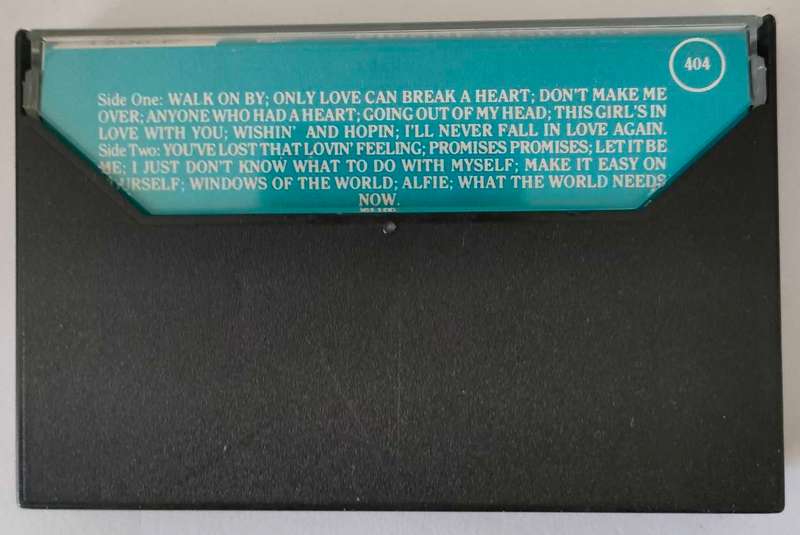 404
Side One: WALK ON BY; ONLY LOVE CAN BREAK A HEART; DON'T MAKE ME
OVER; ANYONE WHO HAD A HEART; GOING OUT OF MY HEAD; THIS GIRL'S IN
LOVE WITH YOU; WISHIN' AND HOPIN; I'LL NEVER FALL IN LOVE AGAIN.
Side Two: YOU'VE LOST THAT LOVIN' FEELING; PROMISES PROMISES; LET IT BE
ME; I JUST DON'T KNOW WHAT TO DO WITH MYSELF; MAKE IT EASY ON
YOURSELF; WINDOWS OF THE WORLD; ALFIE; WHAT THE WORLD NEEDS
NOW.